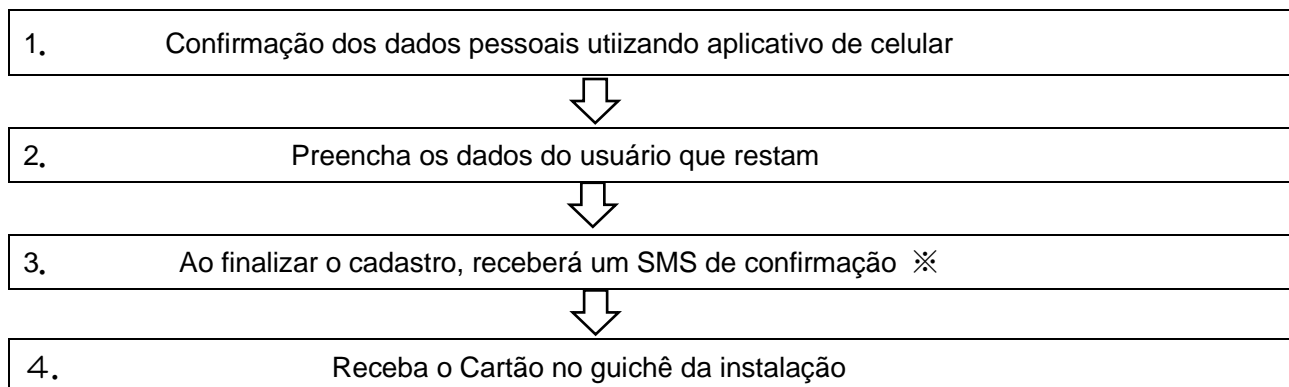 1. Confirmação dos dados pessoais utiizando aplicativo de celular
2. Preencha os dados do usuário que restam
3. Ao finalizar o cadastro, receberá um SMS de confirmação ※
４. Receba o Cartão no guichê da instalação